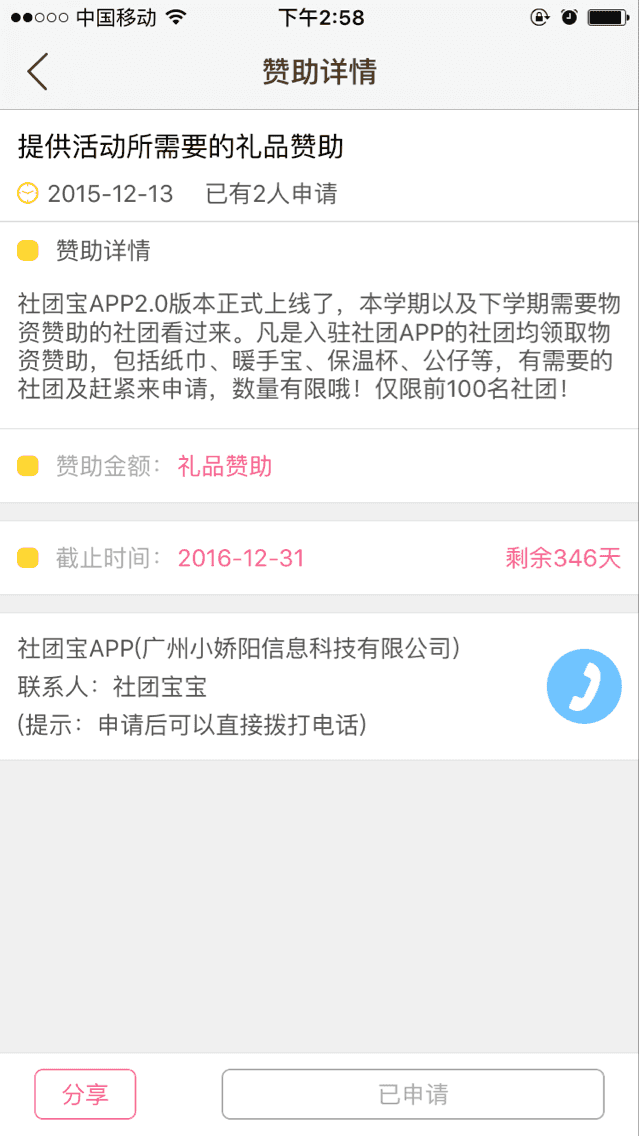 中国移动 下午2:58
赞助详情
提供活动所需要的礼品赞助
2015-12-13 已有2人申请
赞助详情
社团宝APP2.0版本正式上线了，本学期以及下学期需要物
资赞助的社团看过来。凡是入驻社团APP的社团均领取物
资赞助，包括纸巾、暖手宝、保温杯、公仔等，有需要的
社团及赶紧来申请，数量有限哦！仅限前100名社团！
赞助金额：礼品赞助
截止时间：2016-12-31 剩余346天
社团宝APP(广州小娇阳信息科技有限公司)
联系人：社团宝宝
(提示：申请后可以直接拨打电话)
分享 已申请